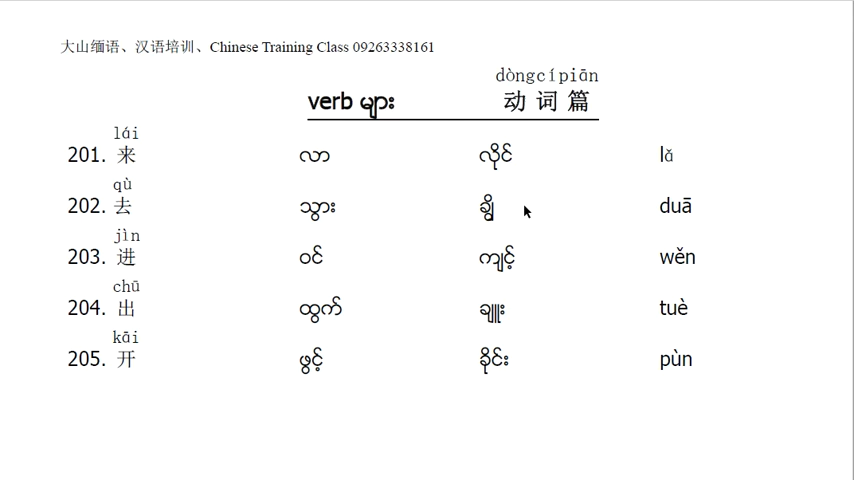 大山缅语、汉语培训、Chinese Training Class 09263338161
dòngcípiān
verb များ 动 词 篇
lái
201. 来 လာ လိုင် lǎ
qù
202. 去 သွား ချွိ duā
jìn
203. 进 ဝင် ကျင့် wěn
chū
204. 出 ထွက် ချူး tuè
kāi
205. 开 ဖွင့် ခိုင်း pùn